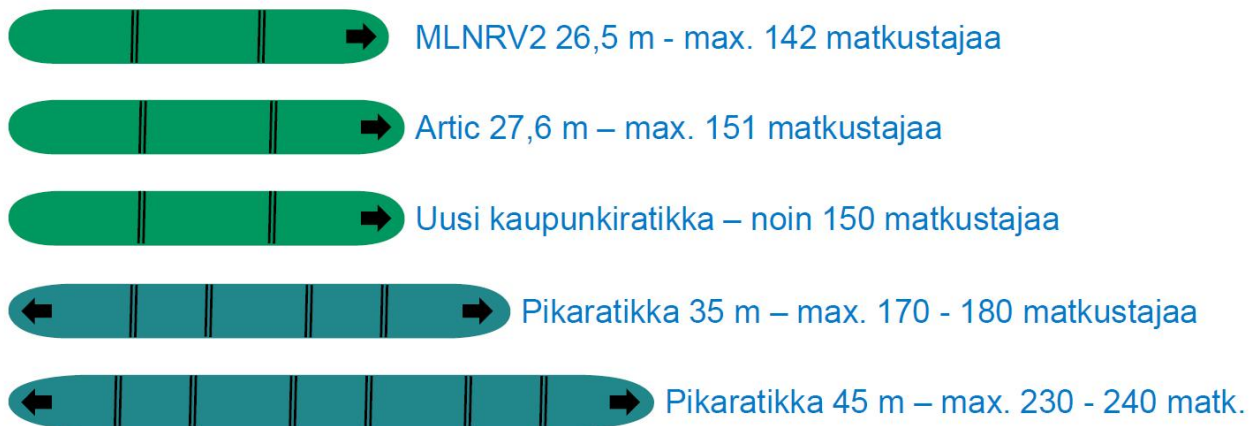 MLNRV2 26,5 m - max. 142 matkustajaa
Artic 27,6 m – max. 151 matkustajaa
Uusi kaupunkiratikka – noin 150 matkustajaa
Pikaratikka 35 m – max. 170 - 180 matkustajaa
Pikaratikka 45 m – max. 230 - 240 matk.